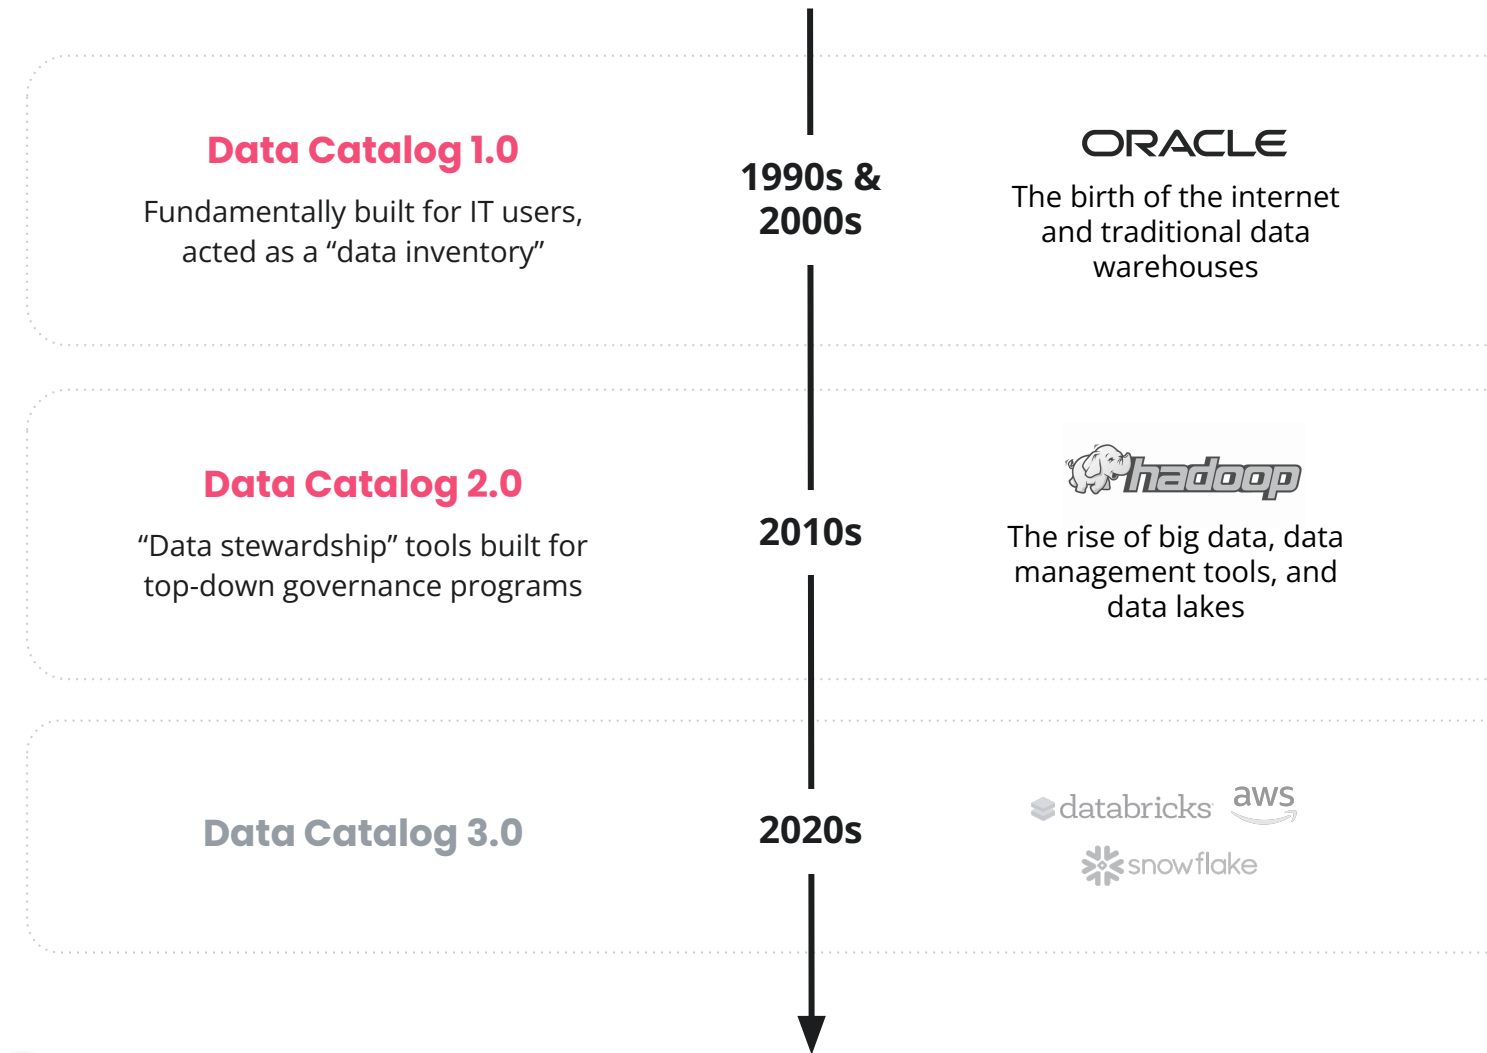 Data Catalog 1.0
Fundamentally built for IT users,
acted as a “data inventory”
1990s &
2000s
ORACLE
The birth of the internet
and traditional data
warehouses
Data Catalog 2.0
“Data stewardship” tools built for
top-down governance programs
2010s
hadoop
The rise of big data, data
management tools, and
data lakes
Data Catalog 3.0
2020s
databricks
aws
snowflake